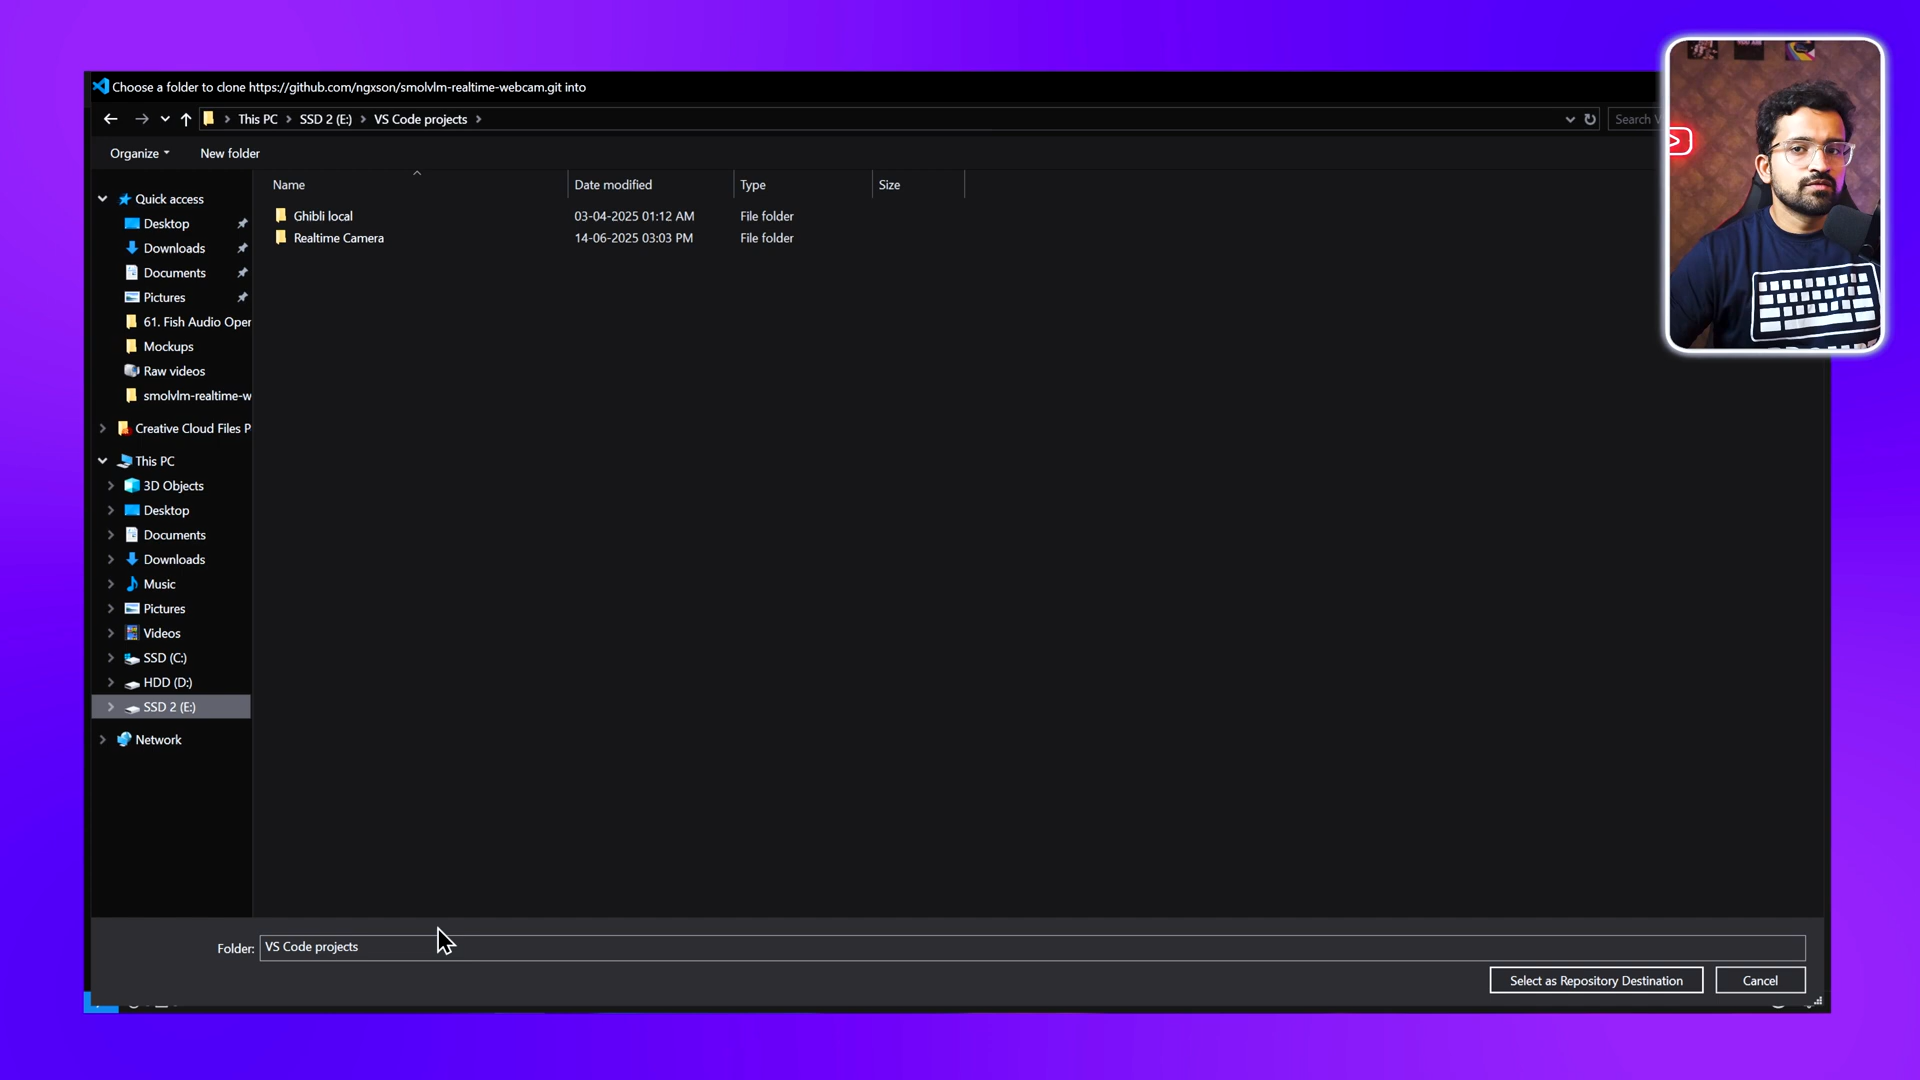 Choose a folder to clone https://github.com/ngxson/smolvlm-realtime-webcam.git into
This PC > SSD 2 (E:) > VS Code projects >
Search V
Organize
New folder
Name Date modified Type Size
Ghibli local 03-04-2025 01:12 AM File folder
Realtime Camera 14-06-2025 03:03 PM File folder
Quick access
Desktop
Downloads
Documents
Pictures
61. Fish Audio Oper
Mockups
Raw videos
smolvlm-realtime-w
Creative Cloud Files P
This PC
3D Objects
Desktop
Documents
Downloads
Music
Pictures
Videos
SSD (C:)
HDD (D:)
SSD 2 (E:)
Network
Folder: VS Code projects
Select as Repository Destination
Cancel